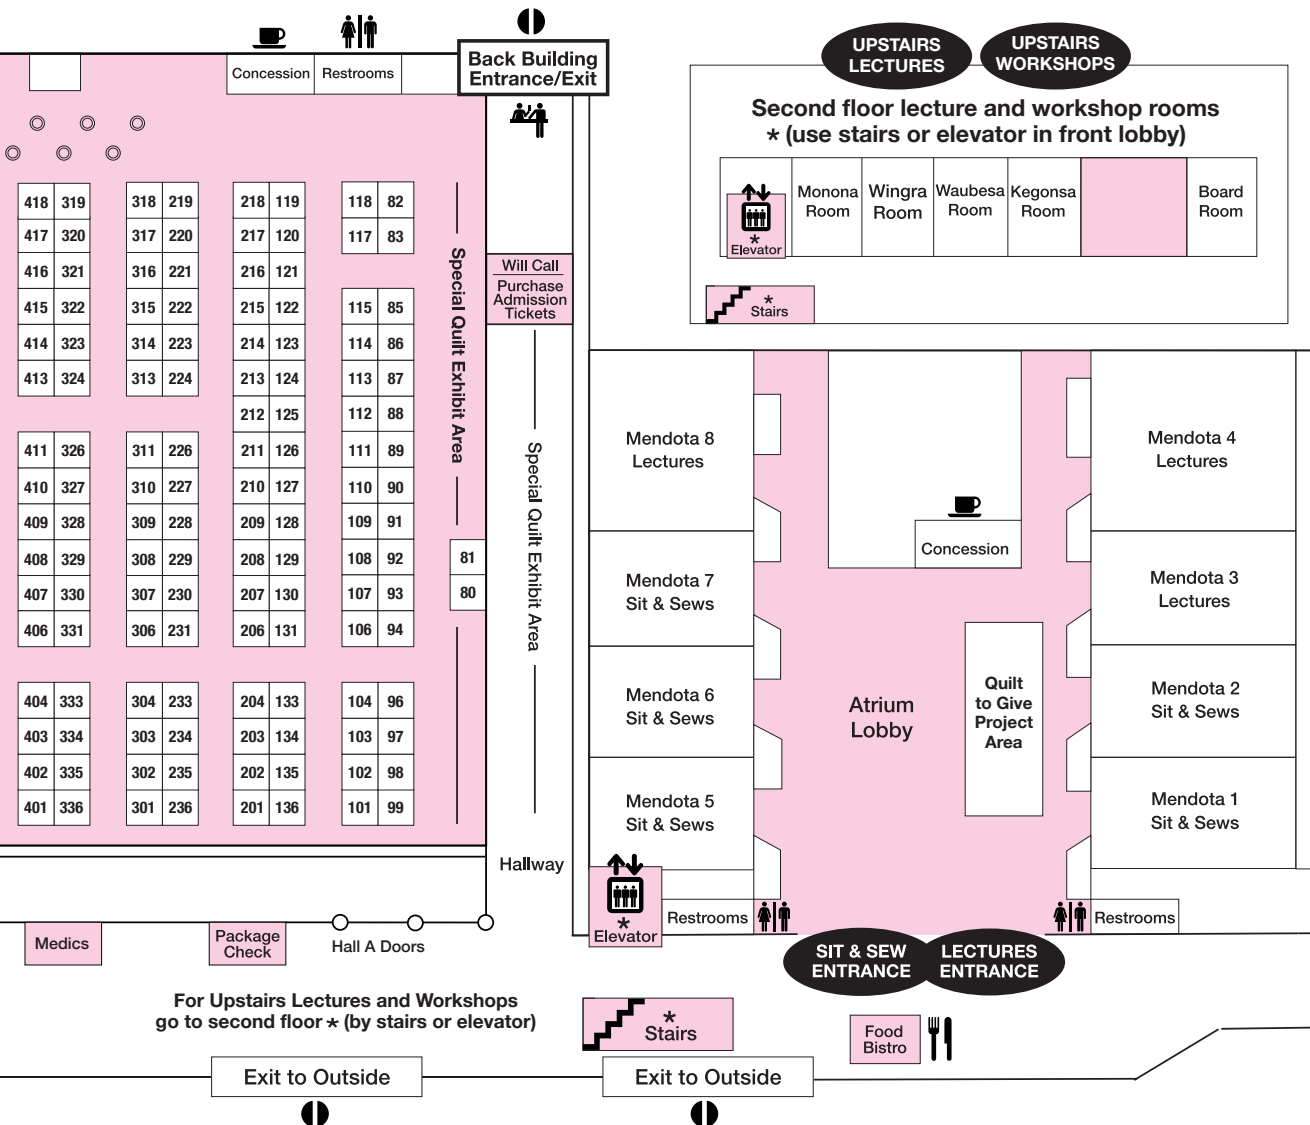 Back Building
Entrance/Exit
Concession
Restrooms
UPSTAIRS
LECTURES
UPSTAIRS
WORKSHOPS
Second floor lecture and workshop rooms
* (use stairs or elevator in front lobby)
*
Elevator
Monona
Room
Wingra
Room
Waubesa
Room
Kegonsa
Room
Board
Room
*
Stairs
418 319 318 219 218 119 118 82
417 320 317 220 217 120 117 83
416 321 316 221 216 121
415 322 315 222 215 122 115 85
414 323 314 223 214 123 114 86
413 324 313 224 213 124 113 87
212 125 112 88
411 326 311 226 211 126 111 89
410 327 310 227 210 127 110 90
409 328 309 228 209 128 109 91
408 329 308 229 208 129 108 92 81
407 330 307 230 207 130 107 93 80
406 331 306 231 206 131 106 94
404 333 304 233 204 133 104 96
403 334 303 234 203 134 103 97
402 335 302 235 202 135 102 98
401 336 301 236 201 136 101 99
Special Quilt Exhibit Area
Will Call
Purchase
Admission
Tickets
Special Quilt Exhibit Area
Hallway
Mendota 8
Lectures
Mendota 7
Sit & Sews
Mendota 6
Sit & Sews
Mendota 5
Sit & Sews
Concession
Atrium
Lobby
Quilt
to Give
Project
Area
Mendota 4
Lectures
Mendota 3
Lectures
Mendota 2
Sit & Sews
Mendota 1
Sit & Sews
*
Elevator
Restrooms
Restrooms
SIT & SEW
ENTRANCE
LECTURES
ENTRANCE
Medics
Package
Check
Hall A Doors
For Upstairs Lectures and Workshops
go to second floor * (by stairs or elevator)
*
Stairs
Food
Bistro
Exit to Outside
Exit to Outside